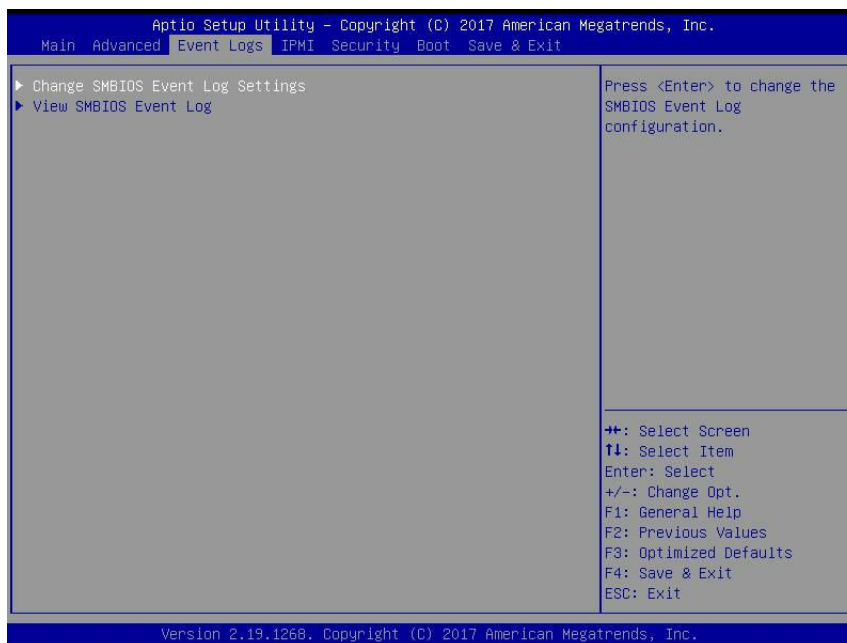 Aptio Setup Utility – Copyright (C) 2017 American Megatrends, Inc.
Main Advanced Event Logs IPMI Security Boot Save & Exit
▶ Change SMBIOS Event Log Settings
▶ View SMBIOS Event Log
Press <Enter> to change the
SMBIOS Event Log
configuration.
→←: Select Screen
↑↓: Select Item
Enter: Select
+/-: Change Opt.
F1: General Help
F2: Previous Values
F3: Optimized Defaults
F4: Save & Exit
ESC: Exit
Version 2.19.1268. Copyright (C) 2017 American Megatrends, Inc.